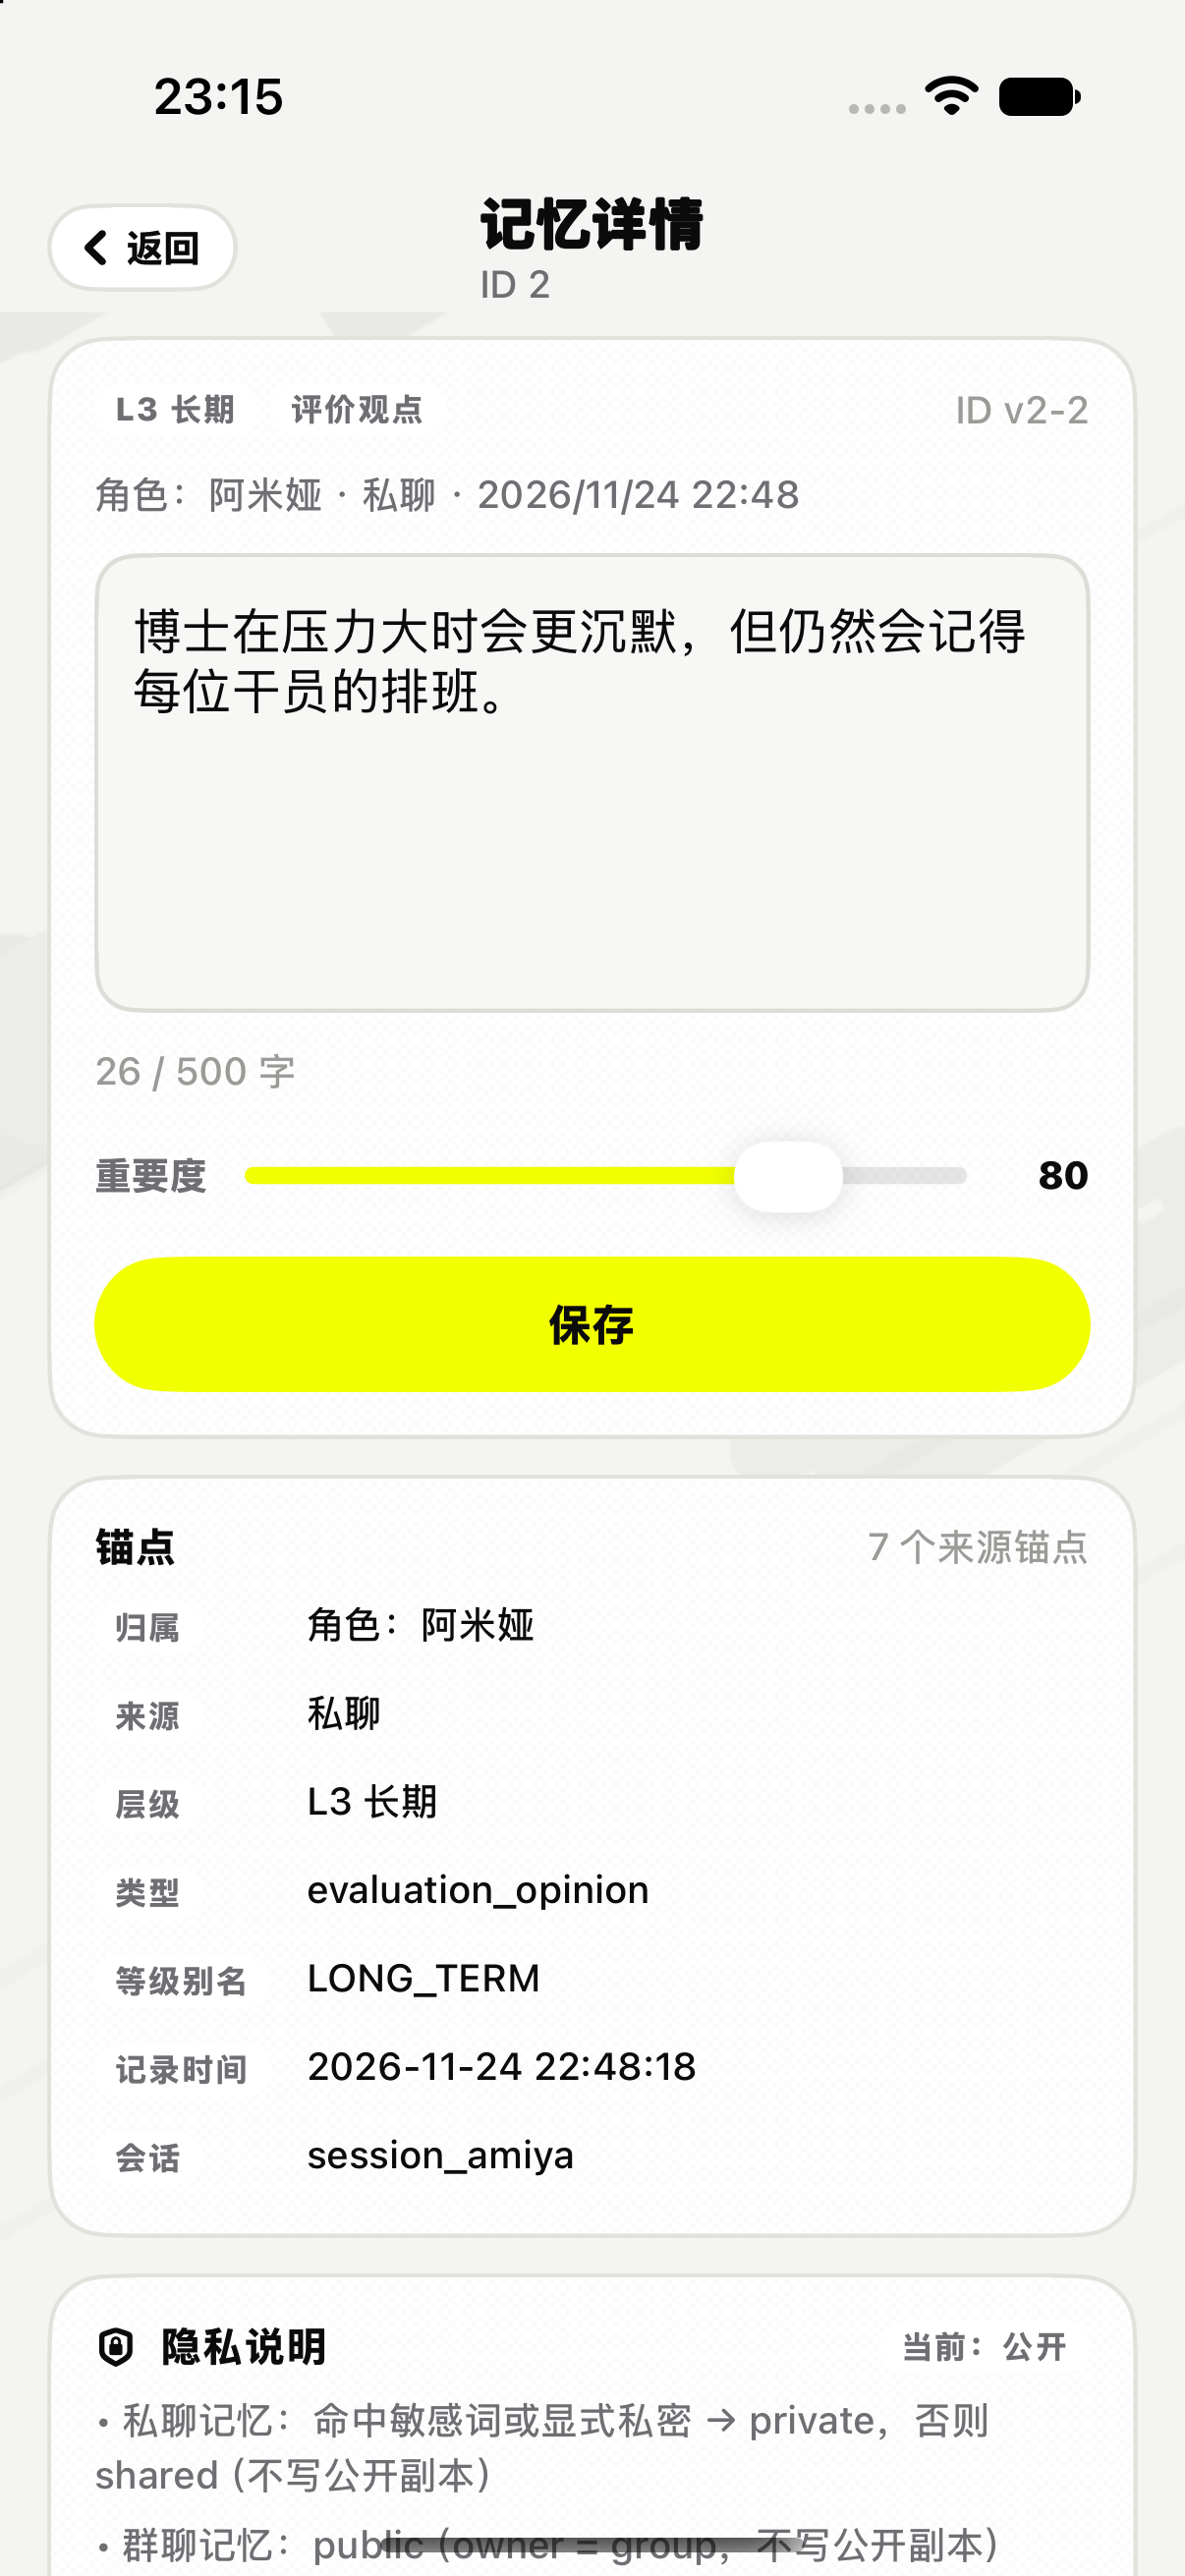 23:15
返回
记忆详情
ID 2
L3 长期 评价观点 ID v2-2
角色：阿米娅 · 私聊 · 2026/11/24 22:48
博士在压力大时会更沉默，但仍然会记得
每位干员的排班。
26 / 500 字
重要度 80
保存
锚点 7 个来源锚点
归属 角色：阿米娅
来源 私聊
层级 L3 长期
类型 evaluation_opinion
等级别名 LONG_TERM
记录时间 2026-11-24 22:48:18
会话 session_amiya
隐私说明 当前：公开
• 私聊记忆：命中敏感词或显式私密 → private，否则
shared（不写公开副本）
• 群聊记忆：public（owner = group，不写公开副本）